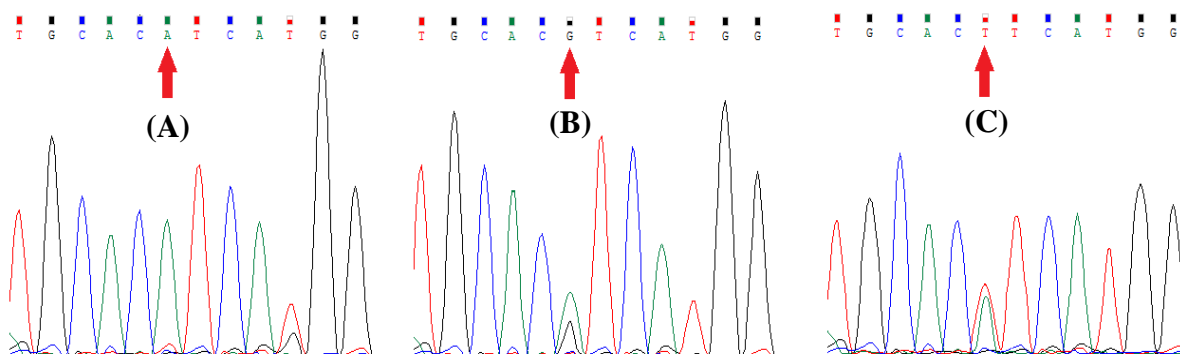 T G C A C A T C A T G G
(A)
T G C A C G T C A T G G
(B)
T G C A C T T C A T G G
(C)